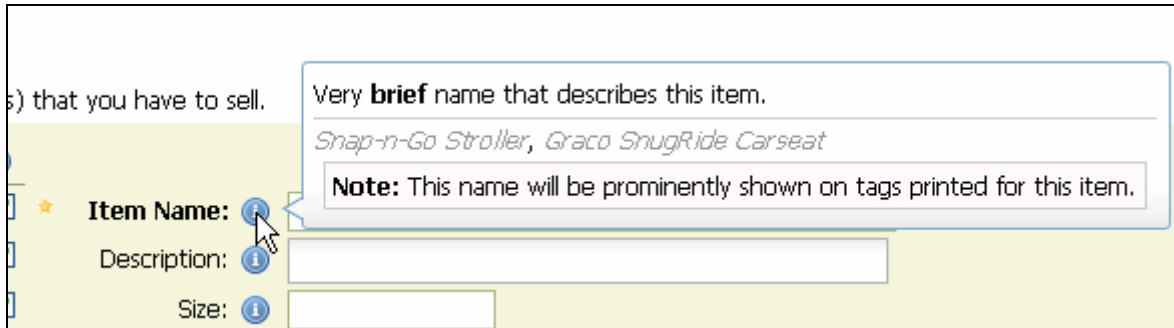 s) that you have to sell.
Very brief name that describes this item.
Snap-n-Go Stroller, Graco SnugRide Carseat
Note: This name will be prominently shown on tags printed for this item.
Item Name:
Description:
Size: